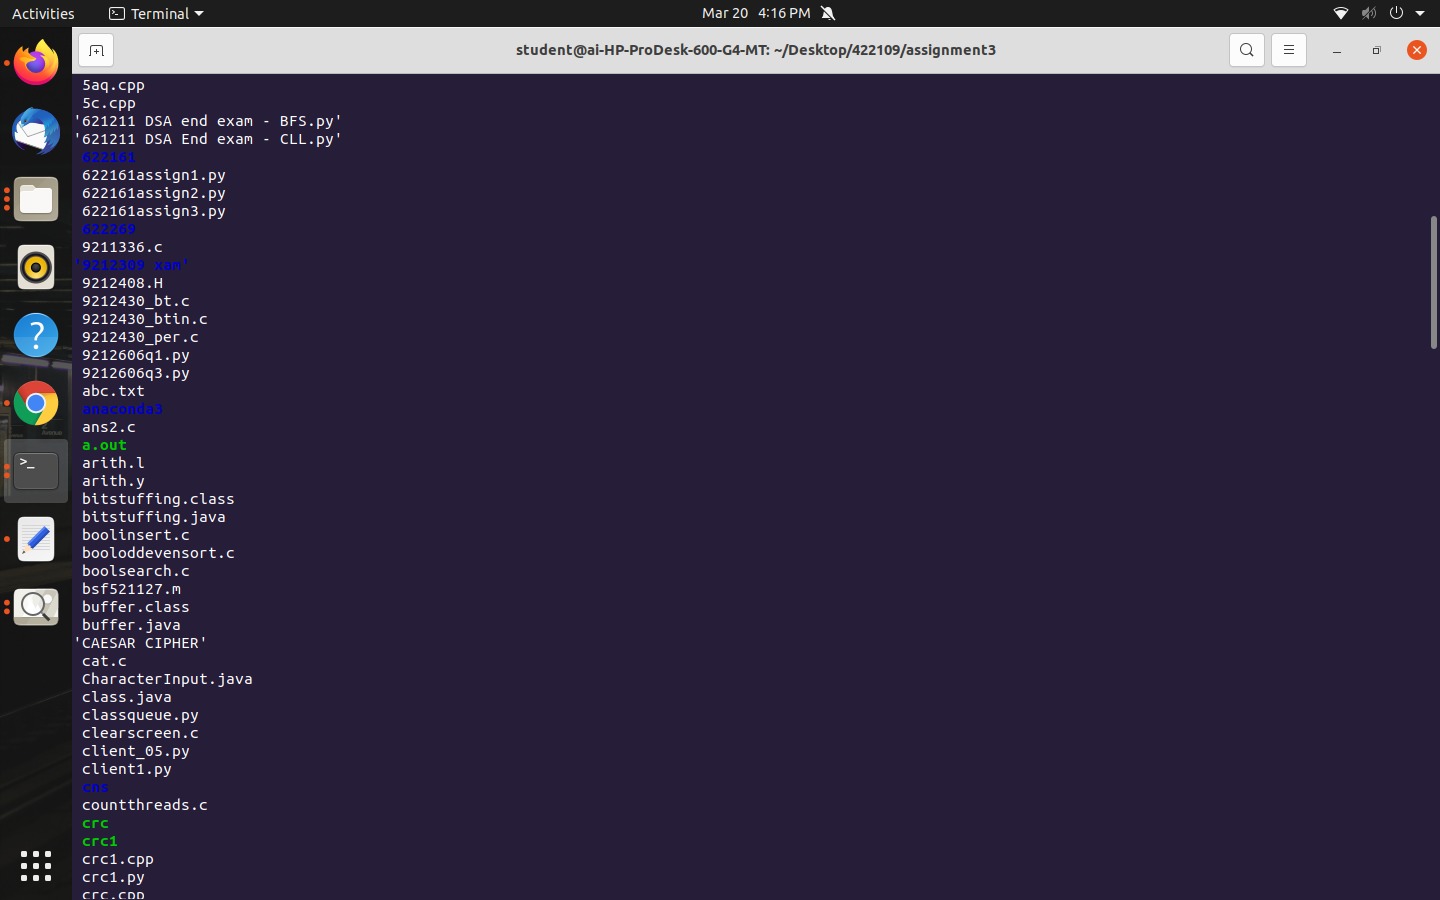 Activities
Terminal
Mar 20 4:16 PM
student@ai-HP-ProDesk-600-G4-MT: ~/Desktop/422109/assignment3
5aq.cpp
5c.cpp
'621211 DSA end exam - BFS.py'
'621211 DSA End exam - CLL.py'
622161
622161assign1.py
622161assign2.py
622161assign3.py
622269
9211336.c
'9212309 xam'
9212408.H
9212430_bt.c
9212430_btin.c
9212430_per.c
9212606q1.py
9212606q3.py
abc.txt
anaconda3
ans2.c
a.out
arith.l
arith.y
bitstuffing.class
bitstuffing.java
boolinsert.c
booloddevensort.c
boolsearch.c
bsf521127.m
buffer.class
buffer.java
'CAESAR CIPHER'
cat.c
CharacterInput.java
class.java
classqueue.py
clearscreen.c
client_05.py
client1.py
cns
countthreads.c
crc
crc1
crc1.cpp
crc1.py
crc.cpp